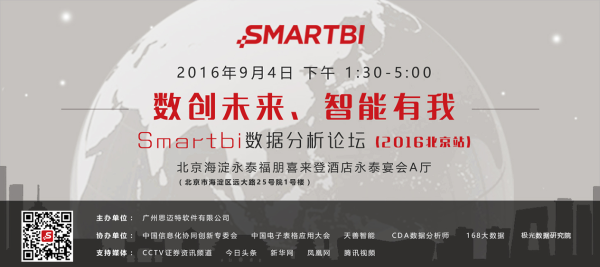 SMARTBI
2016年9月4日 下午 1:30-5:00
数创未来、智能有我
Smartbi数据分析论坛（2016北京站）
北京海淀永泰福朋喜来登酒店永泰宴会A厅
（北京市海淀区远大路25号院1号楼）
主办单位： 广州思迈特软件有限公司
协办单位： 中国信息化协同创新专委会 中国电子表格应用大会 天善智能 CDA数据分析师 168大数据 极光大数据研究院
支持媒体： CCTV证券资讯频道 今日头条 新华网 凤凰网 腾讯视频